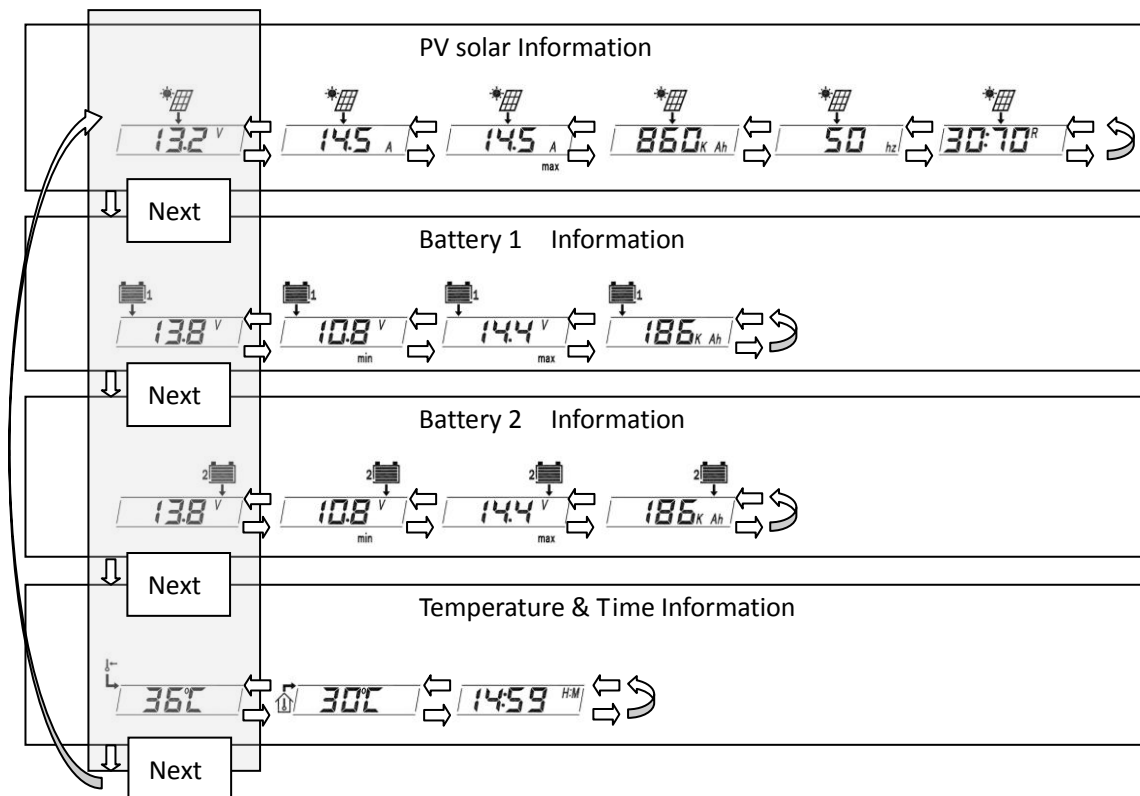 PV solar Information
13.2 V 14.5 A 14.5 A 860 K Ah 50 hz 30:70 R
max
Next
Battery 1 Information
1 1 1 1
13.8 V 10.8 V 14.4 V 186 K Ah
min max
Next
Battery 2 Information
2 2 2 2
13.8 V 10.8 V 14.4 V 186 K Ah
min max
Next
Temperature & Time Information
36°C 30°C 14:59 H:M
Next